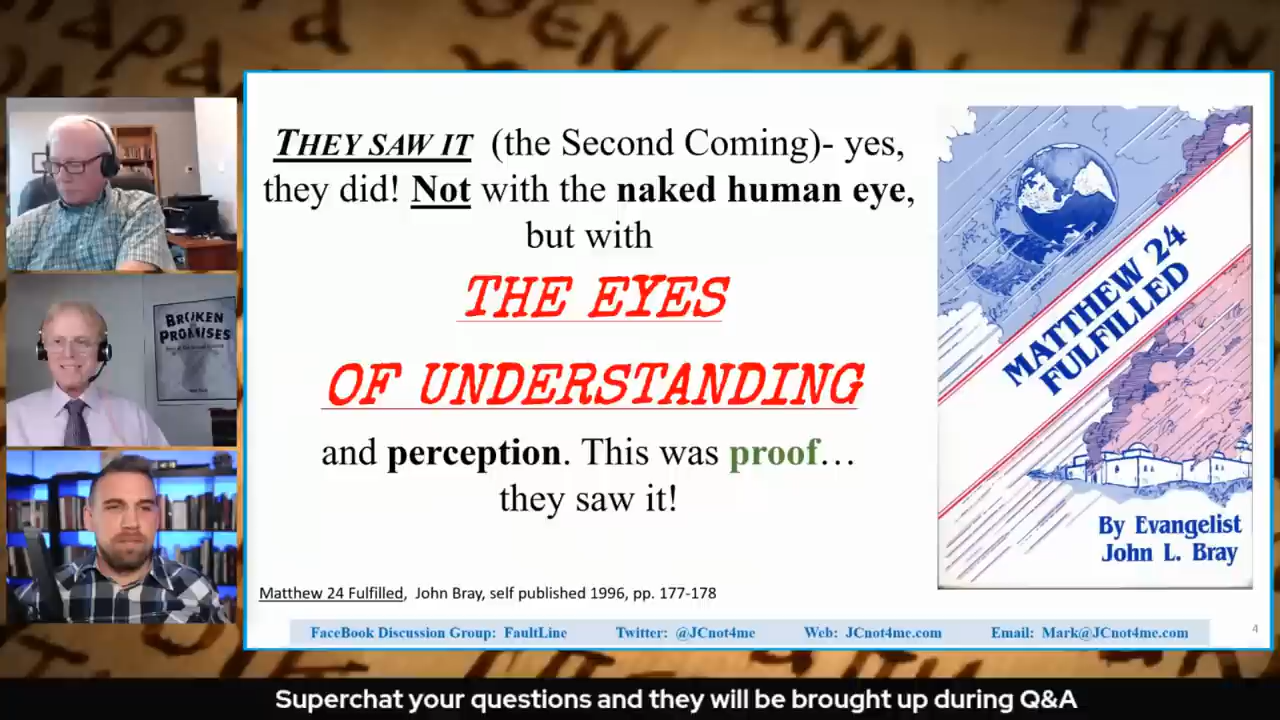 THEY SAW IT (the Second Coming)- yes,
they did! Not with the naked human eye,
but with
THE EYES
OF UNDERSTANDING
and perception. This was proof…
they saw it!
Matthew 24 Fulfilled, John Bray, self published 1996, pp. 177-178
FaceBook Discussion Group: FaultLine Twitter: @JCnot4me Web: JCnot4me.com Email: Mark@JCnot4me.com
4
MATTHEW 24
FULFILLED
By Evangelist
John L. Bray
BROKEN
PROMISES
Superchat your questions and they will be brought up during Q&A